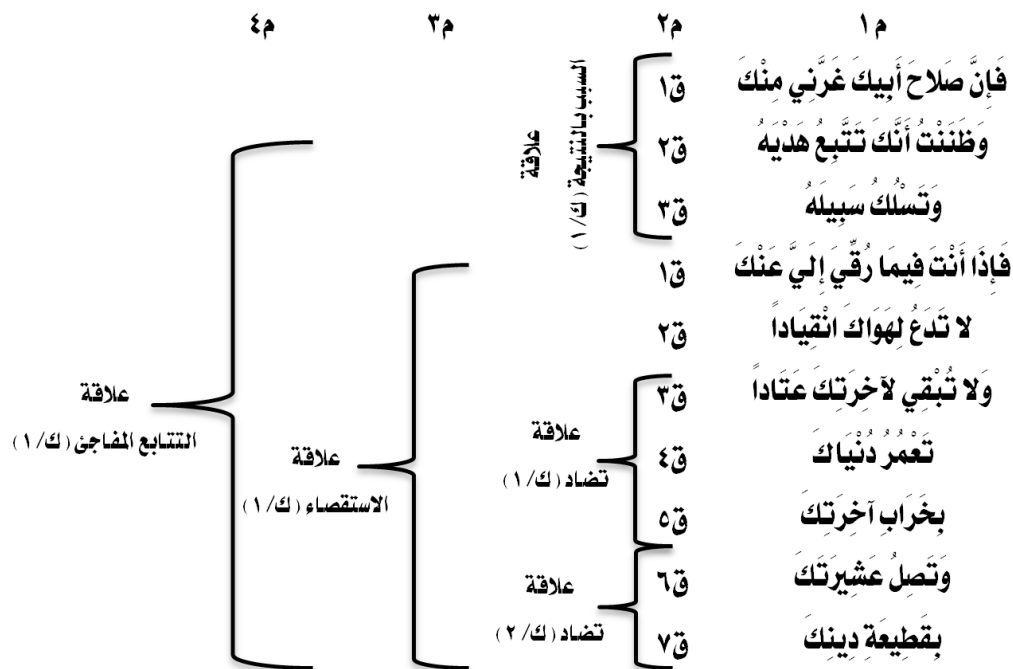 م١ م٢ م٣ م٤
فَإِنَّ صَلَاحَ أَبِيكَ غَرَّنِي مِنْكَ ق١
وَظَنَنْتُ أَنَّكَ تَتَّبِعُ هَدْيَهُ ق٢
وَتَسْلُكُ سَبِيلَهُ ق٣
علاقة
السبب بالنتيجة (ك/١)
فَإِذَا أَنْتَ فِيمَا رُقِّيَ إِلَيَّ عَنْكَ ق١
لا تَدَعُ لِهَوَاكَ انْقِيَاداً ق٢
وَلا تُبْقِي لآخِرَتِكَ عَتَاداً ق٣
تَعْمُرُ دُنْيَاكَ ق٤
بِخَرَابِ آخِرَتِكَ ق٥
علاقة
تضاد (ك/١)
وَتَصِلُ عَشِيرَتَكَ ق٦
بِقَطِيعَةِ دِينِكَ ق٧
علاقة
تضاد (ك/٢)
علاقة
الاستقصاء (ك/١)
علاقة
التتابع المفاجئ (ك/١)